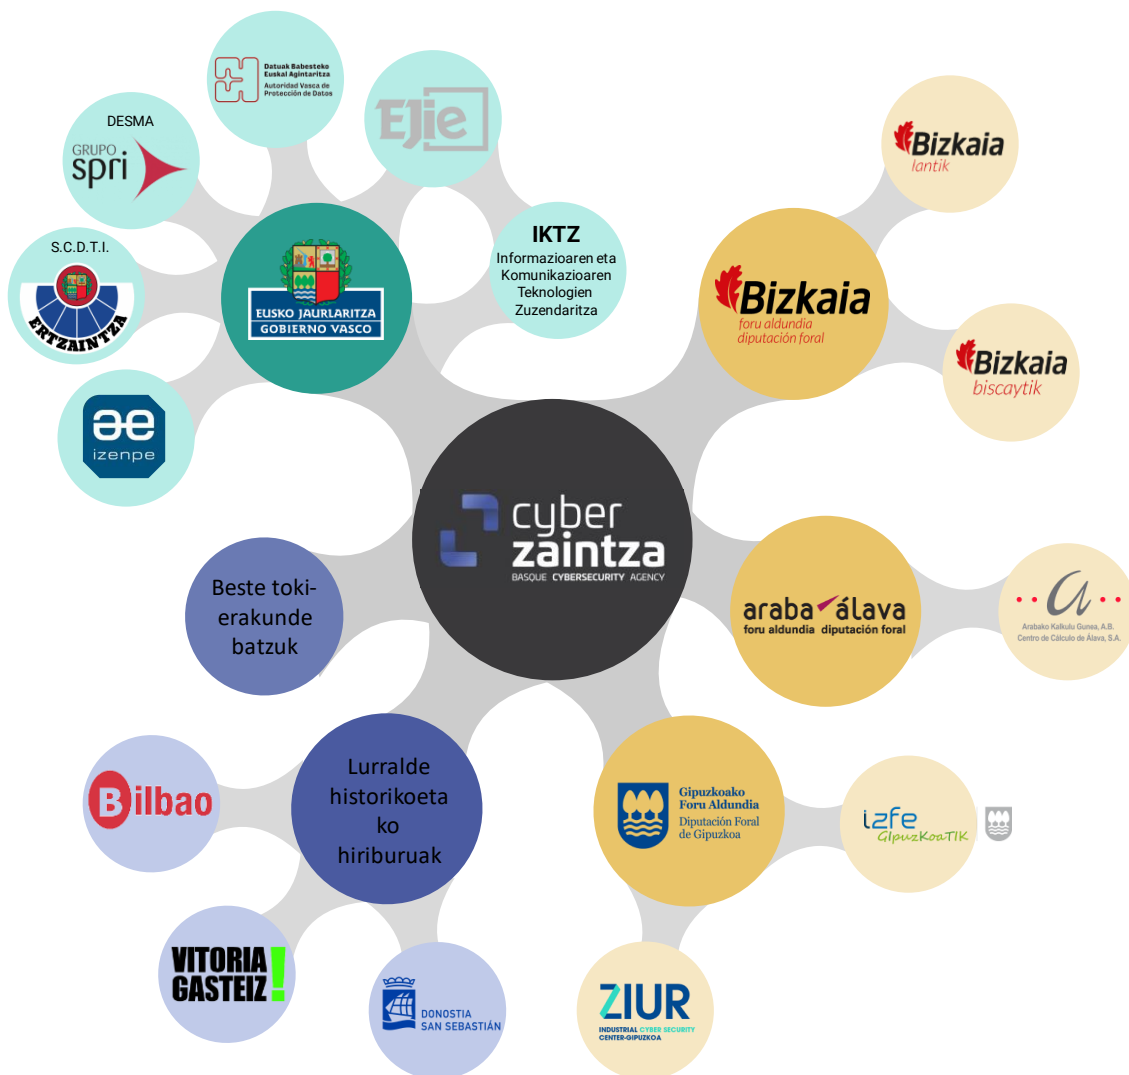 Datuak Babesteko
Euskal Agintaritza
Autoridad Vasca de
Protección de Datos
EJie
DESMA
GRUPO
spri
S.C.D.T.I.
ERTZAINTZA
izenpe
EUSKO JAURLARITZA
GOBIERNO VASCO
IKTZ
Informazioaren eta
Komunikazioaren
Teknologien
Zuzendaritza
Bizkaia
lantik
Bizkaia
foru aldundia
diputación foral
Bizkaia
biscaytik
cyber
zaintza
BASQUE CYBERSECURITY AGENCY
araba álava
foru aldundia diputación foral
a
Arabako Kalkulu Gunea, A.B.
Centro de Cálculo de Álava, S.A.
Beste toki-
erakunde
batzuk
Lurralde
historikoeta
ko
hiriburuak
Bilbao
VITORIA
GASTEIZ!
DONOSTIA
SAN SEBASTIÁN
Gipuzkoako
Foru Aldundia
Diputación Foral
de Gipuzkoa
izfe
GIpuzKoaTIK
ZIUR
INDUSTRIAL CYBER SECURITY
CENTER-GIPUZKOA